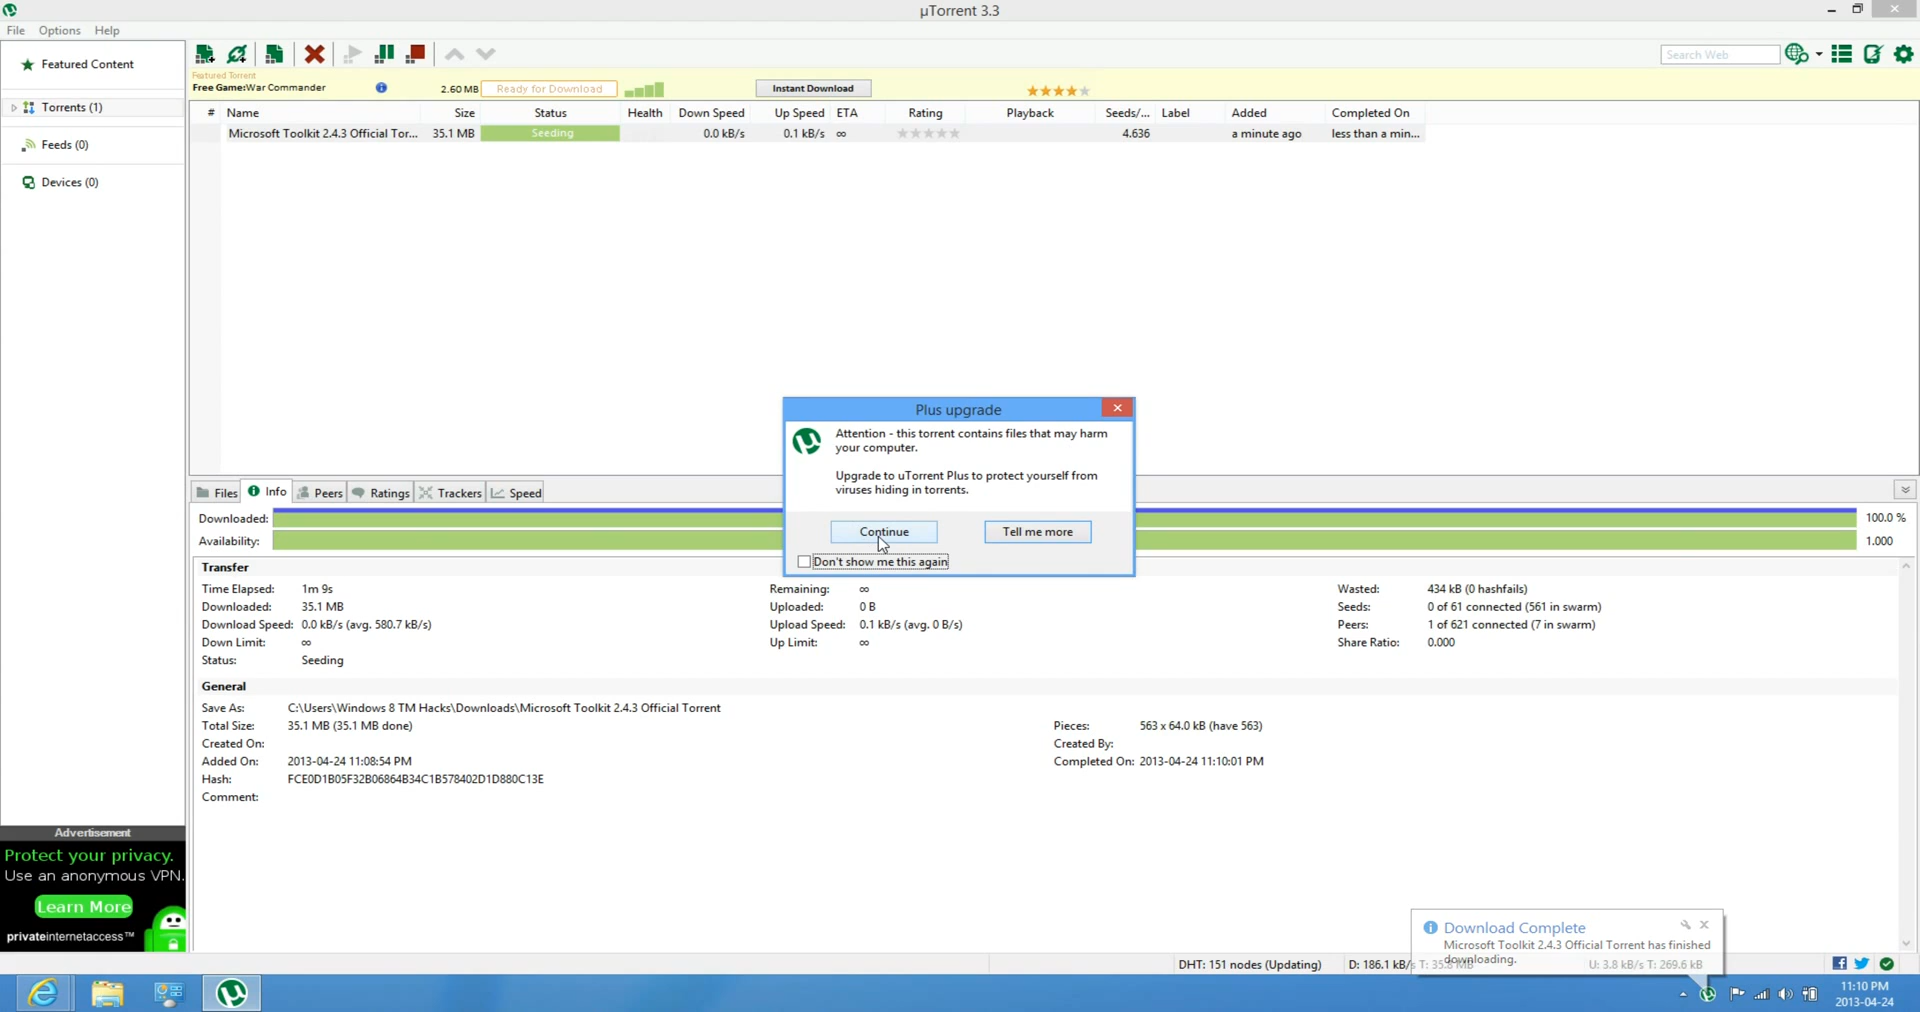 µTorrent 3.3
File Options Help
Featured Content
Torrents (1)
Feeds (0)
Devices (0)
Search Web
Featured Torrent
Free Game:War Commander 2.60 MB Ready for Download Instant Download
# Name Size Status Health Down Speed Up Speed ETA Rating Playback Seeds/... Label Added Completed On
Microsoft Toolkit 2.4.3 Official Tor... 35.1 MB Seeding 0.0 kB/s 0.1 kB/s ∞ 4.636 a minute ago less than a min...
Plus upgrade
Attention - this torrent contains files that may harm
your computer.
Upgrade to uTorrent Plus to protect yourself from
viruses hiding in torrents.
Continue Tell me more
Don't show me this again
Files Info Peers Ratings Trackers Speed
Downloaded: 100.0 %
Availability: 1.000
Transfer
Time Elapsed: 1m 9s Remaining: ∞ Wasted: 434 kB (0 hashfails)
Downloaded: 35.1 MB Uploaded: 0 B Seeds: 0 of 61 connected (561 in swarm)
Download Speed: 0.0 kB/s (avg. 580.7 kB/s) Upload Speed: 0.1 kB/s (avg. 0 B/s) Peers: 1 of 621 connected (7 in swarm)
Down Limit: ∞ Up Limit: ∞ Share Ratio: 0.000
Status: Seeding
General
Save As: C:\Users\Windows 8 TM Hacks\Downloads\Microsoft Toolkit 2.4.3 Official Torrent
Total Size: 35.1 MB (35.1 MB done) Pieces: 563 x 64.0 kB (have 563)
Created On: Created By:
Added On: 2013-04-24 11:08:54 PM Completed On: 2013-04-24 11:10:01 PM
Hash: FCE0D1B05F32B06864B34C1B578402D1D880C13E
Comment:
Advertisement
Protect your privacy.
Use an anonymous VPN.
Learn More
privateinternetaccess™
Download Complete
Microsoft Toolkit 2.4.3 Official Torrent has finished
downloading.
DHT: 151 nodes (Updating) D: 186.1 kB/s T: 35.8 MB U: 3.8 kB/s T: 269.6 kB
11:10 PM
2013-04-24